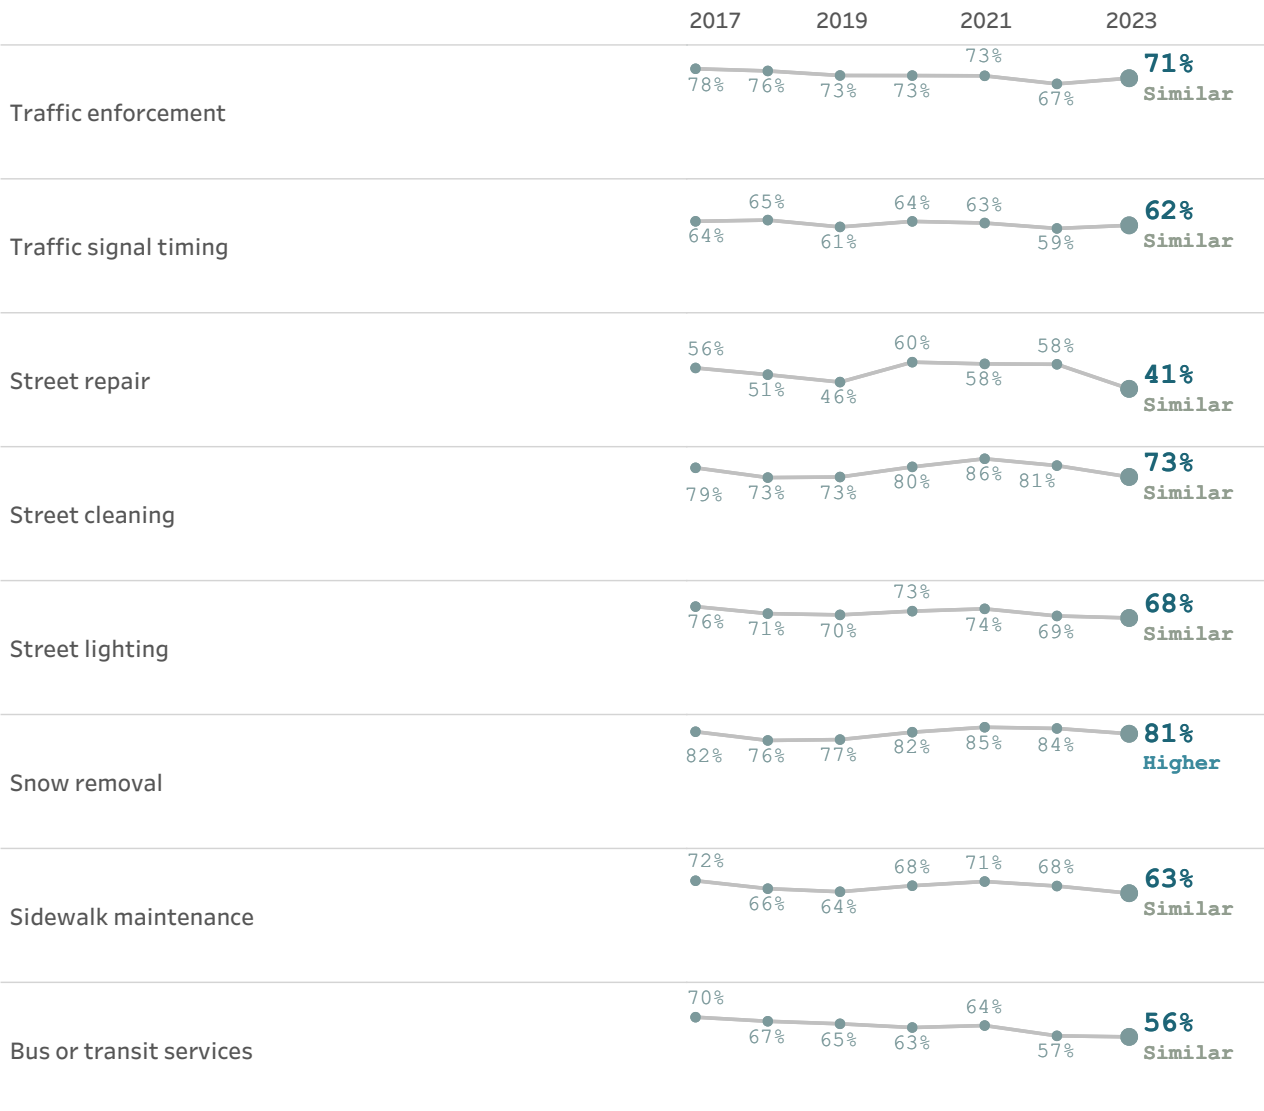 2017 2019 2021 2023
73% 71%
78% 76% 73% 73% 67% Similar
Traffic enforcement
65% 64% 63% 62%
64% 61% 59% Similar
Traffic signal timing
56% 60% 58% 41%
51% 46% 58% Similar
Street repair
73%
79% 73% 73% 80% 86% 81% Similar
Street cleaning
73% 68%
76% 71% 70% 74% 69% Similar
Street lighting
81%
82% 76% 77% 82% 85% 84% Higher
Snow removal
72% 68% 71% 68% 63%
66% 64% Similar
Sidewalk maintenance
70% 64% 56%
67% 65% 63% 57% Similar
Bus or transit services